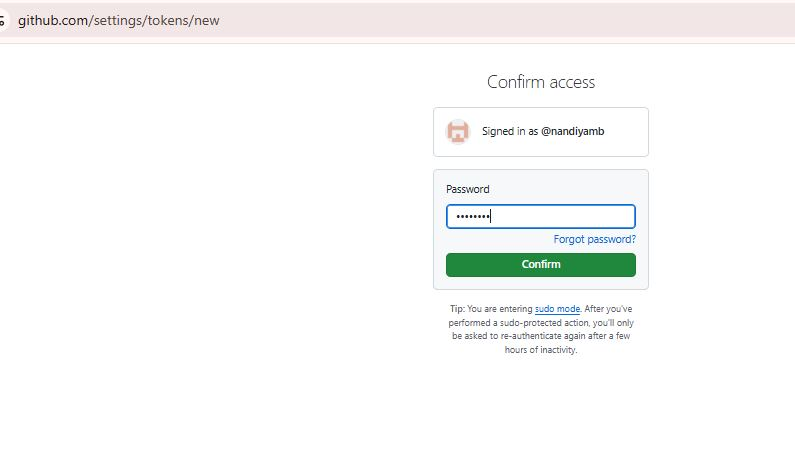 github.com/settings/tokens/new
Confirm access
Signed in as @nandiyamb
Password
••••••••
Forgot password?
Confirm
Tip: You are entering sudo mode. After you've
performed a sudo-protected action, you'll only
be asked to re-authenticate again after a few
hours of inactivity.